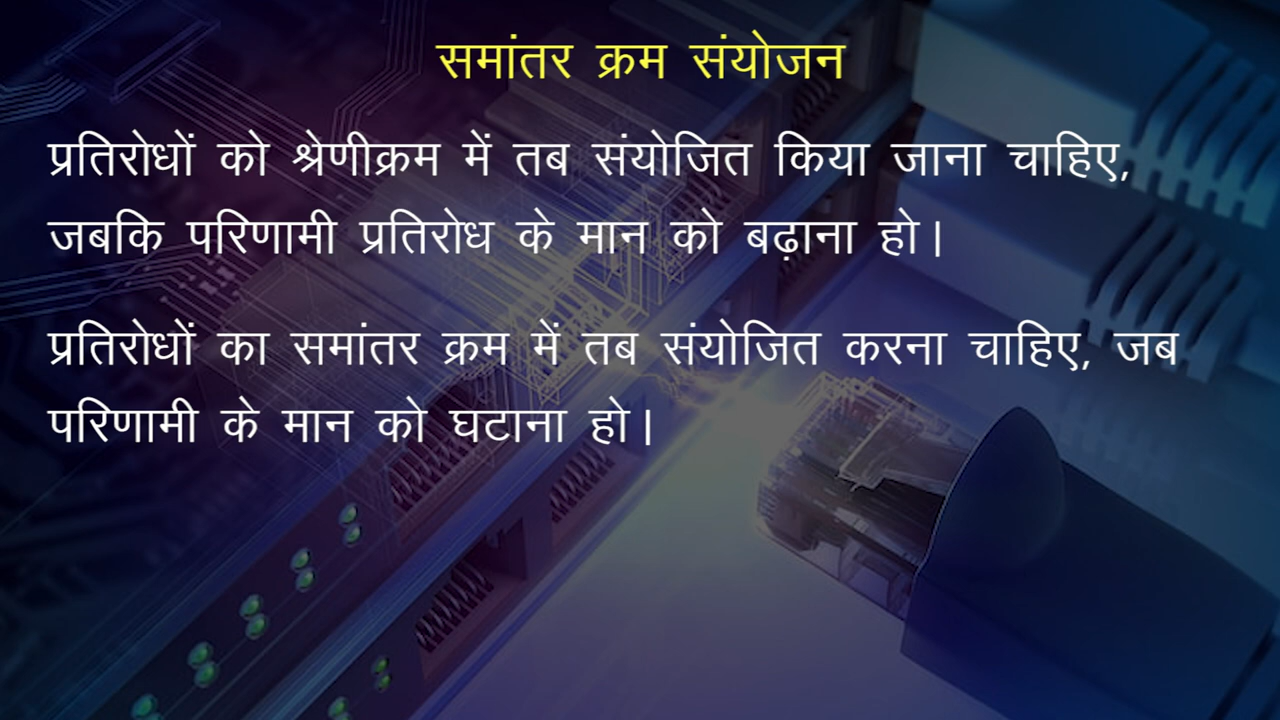 समांतर क्रम संयोजन
प्रतिरोधों को श्रेणीक्रम में तब संयोजित किया जाना चाहिए,
जबकि परिणामी प्रतिरोध के मान को बढ़ाना हो|
प्रतिरोधों का समांतर क्रम में तब संयोजित करना चाहिए, जब
परिणामी के मान को घटाना हो|